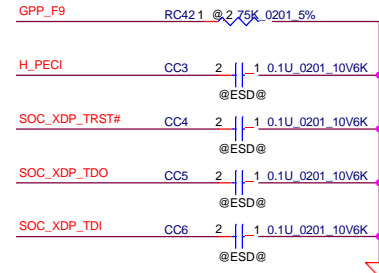 GPP_F9 RC42 1 @ 2 75K_0201_5%
H_PECI CC3 2 1 0.1U_0201_10V6K
@ESD@
SOC_XDP_TRST# CC4 2 1 0.1U_0201_10V6K
@ESD@
SOC_XDP_TDO CC5 2 1 0.1U_0201_10V6K
@ESD@
SOC_XDP_TDI CC6 2 1 0.1U_0201_10V6K
@ESD@